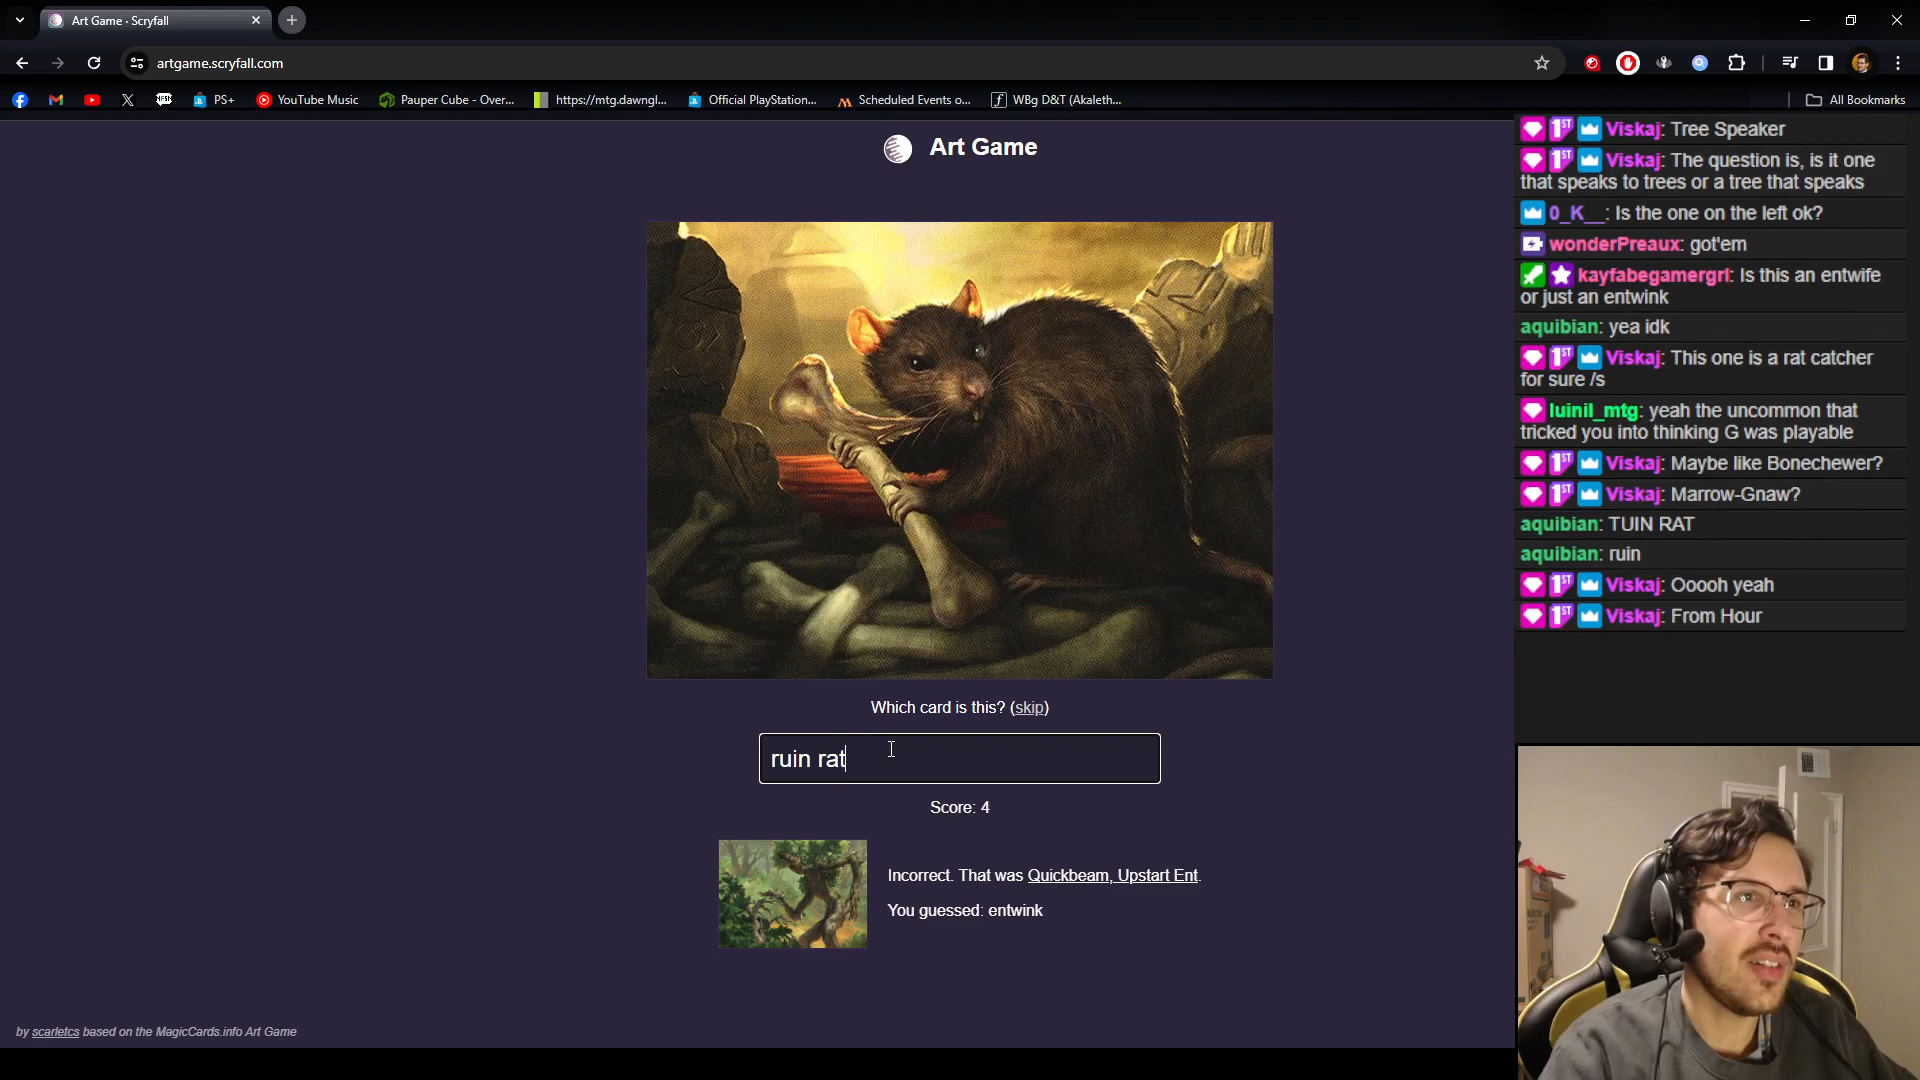 Art Game · Scryfall
artgame.scryfall.com
PS+
YouTube Music
Pauper Cube - Over...
https://mtg.dawngl...
Official PlayStation...
Scheduled Events o...
WBg D&T (Akaleth...
All Bookmarks
Art Game
Which card is this? (skip)
ruin rat
Score: 4
Incorrect. That was Quickbeam, Upstart Ent.
You guessed: entwink
by scarletcs based on the MagicCards.info Art Game
Viskaj: Tree Speaker
Viskaj: The question is, is it one
that speaks to trees or a tree that speaks
0_K__: Is the one on the left ok?
wonderPreaux: got'em
kayfabegamergrl: Is this an entwife
or just an entwink
aquibian: yea idk
Viskaj: This one is a rat catcher
for sure /s
luinil_mtg: yeah the uncommon that
tricked you into thinking G was playable
Viskaj: Maybe like Bonechewer?
Viskaj: Marrow-Gnaw?
aquibian: TUIN RAT
aquibian: ruin
Viskaj: Ooooh yeah
Viskaj: From Hour